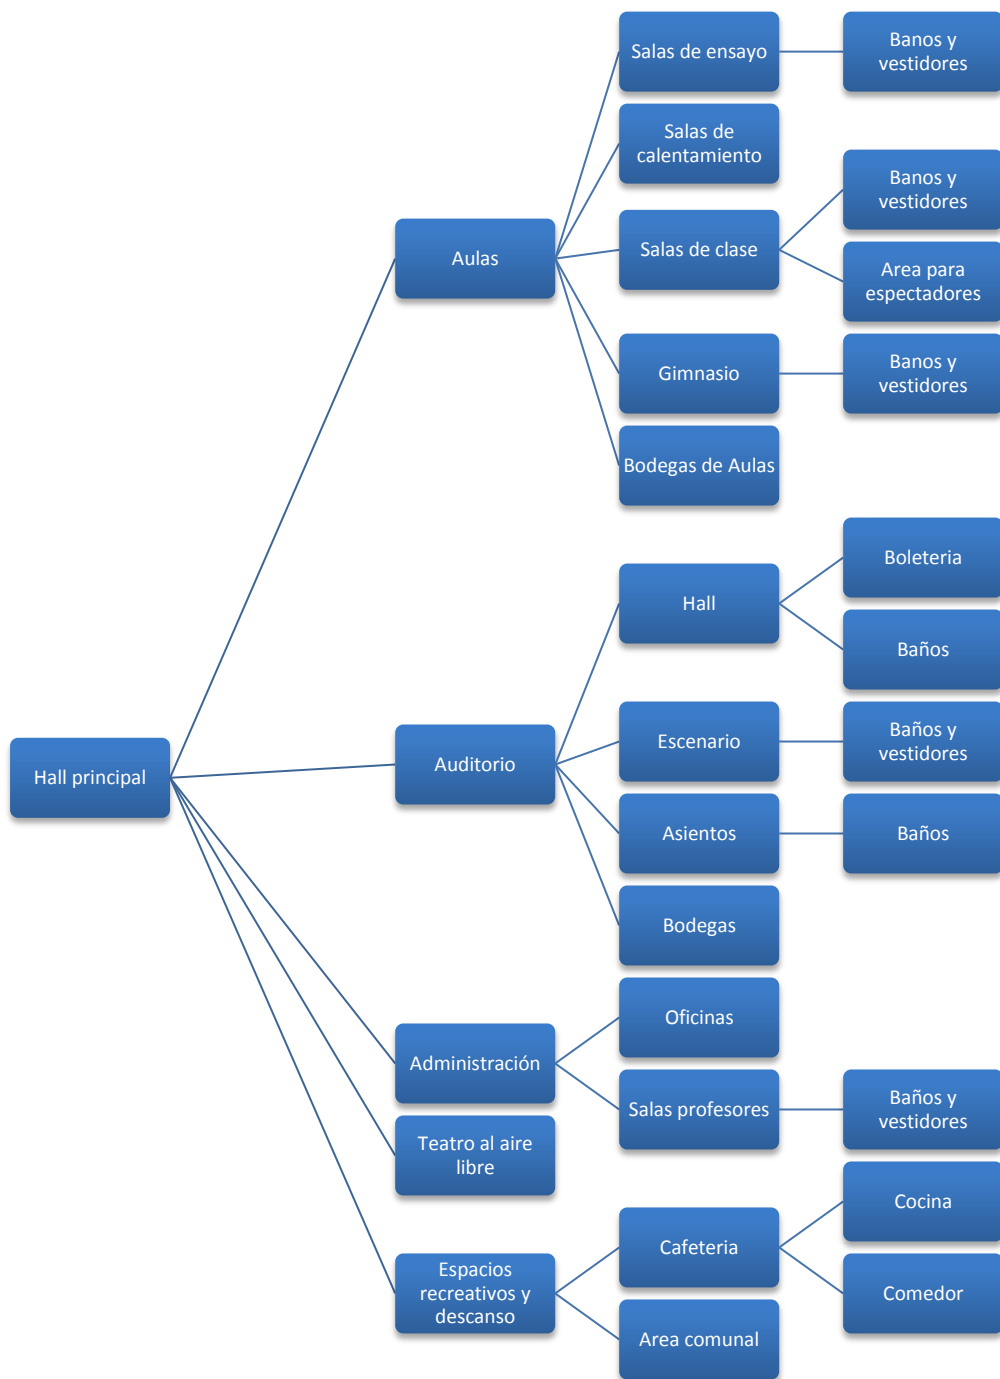 Hall principal
Aulas
Salas de ensayo
Banos y
vestidores
Salas de
calentamiento
Salas de clase
Banos y
vestidores
Area para
espectadores
Gimnasio
Banos y
vestidores
Bodegas de Aulas
Auditorio
Hall
Boleteria
Baños
Escenario
Baños y
vestidores
Asientos
Baños
Bodegas
Administración
Oficinas
Salas profesores
Baños y
vestidores
Teatro al aire
libre
Espacios
recreativos y
descanso
Cafeteria
Cocina
Comedor
Area comunal